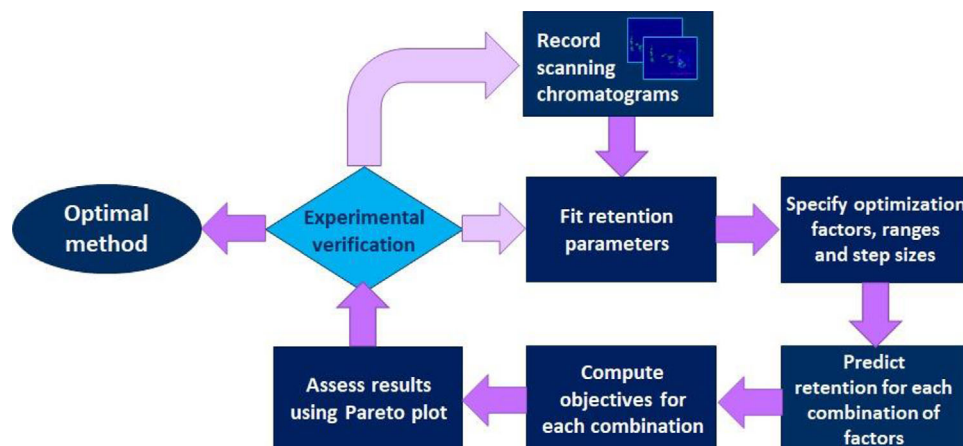 Record
scanning
chromatograms
Optimal
method
Experimental
verification
Fit retention
parameters
Specify optimization
factors, ranges
and step sizes
Assess results
using Pareto plot
Compute
objectives for
each combination
Predict
retention for each
combination of
factors